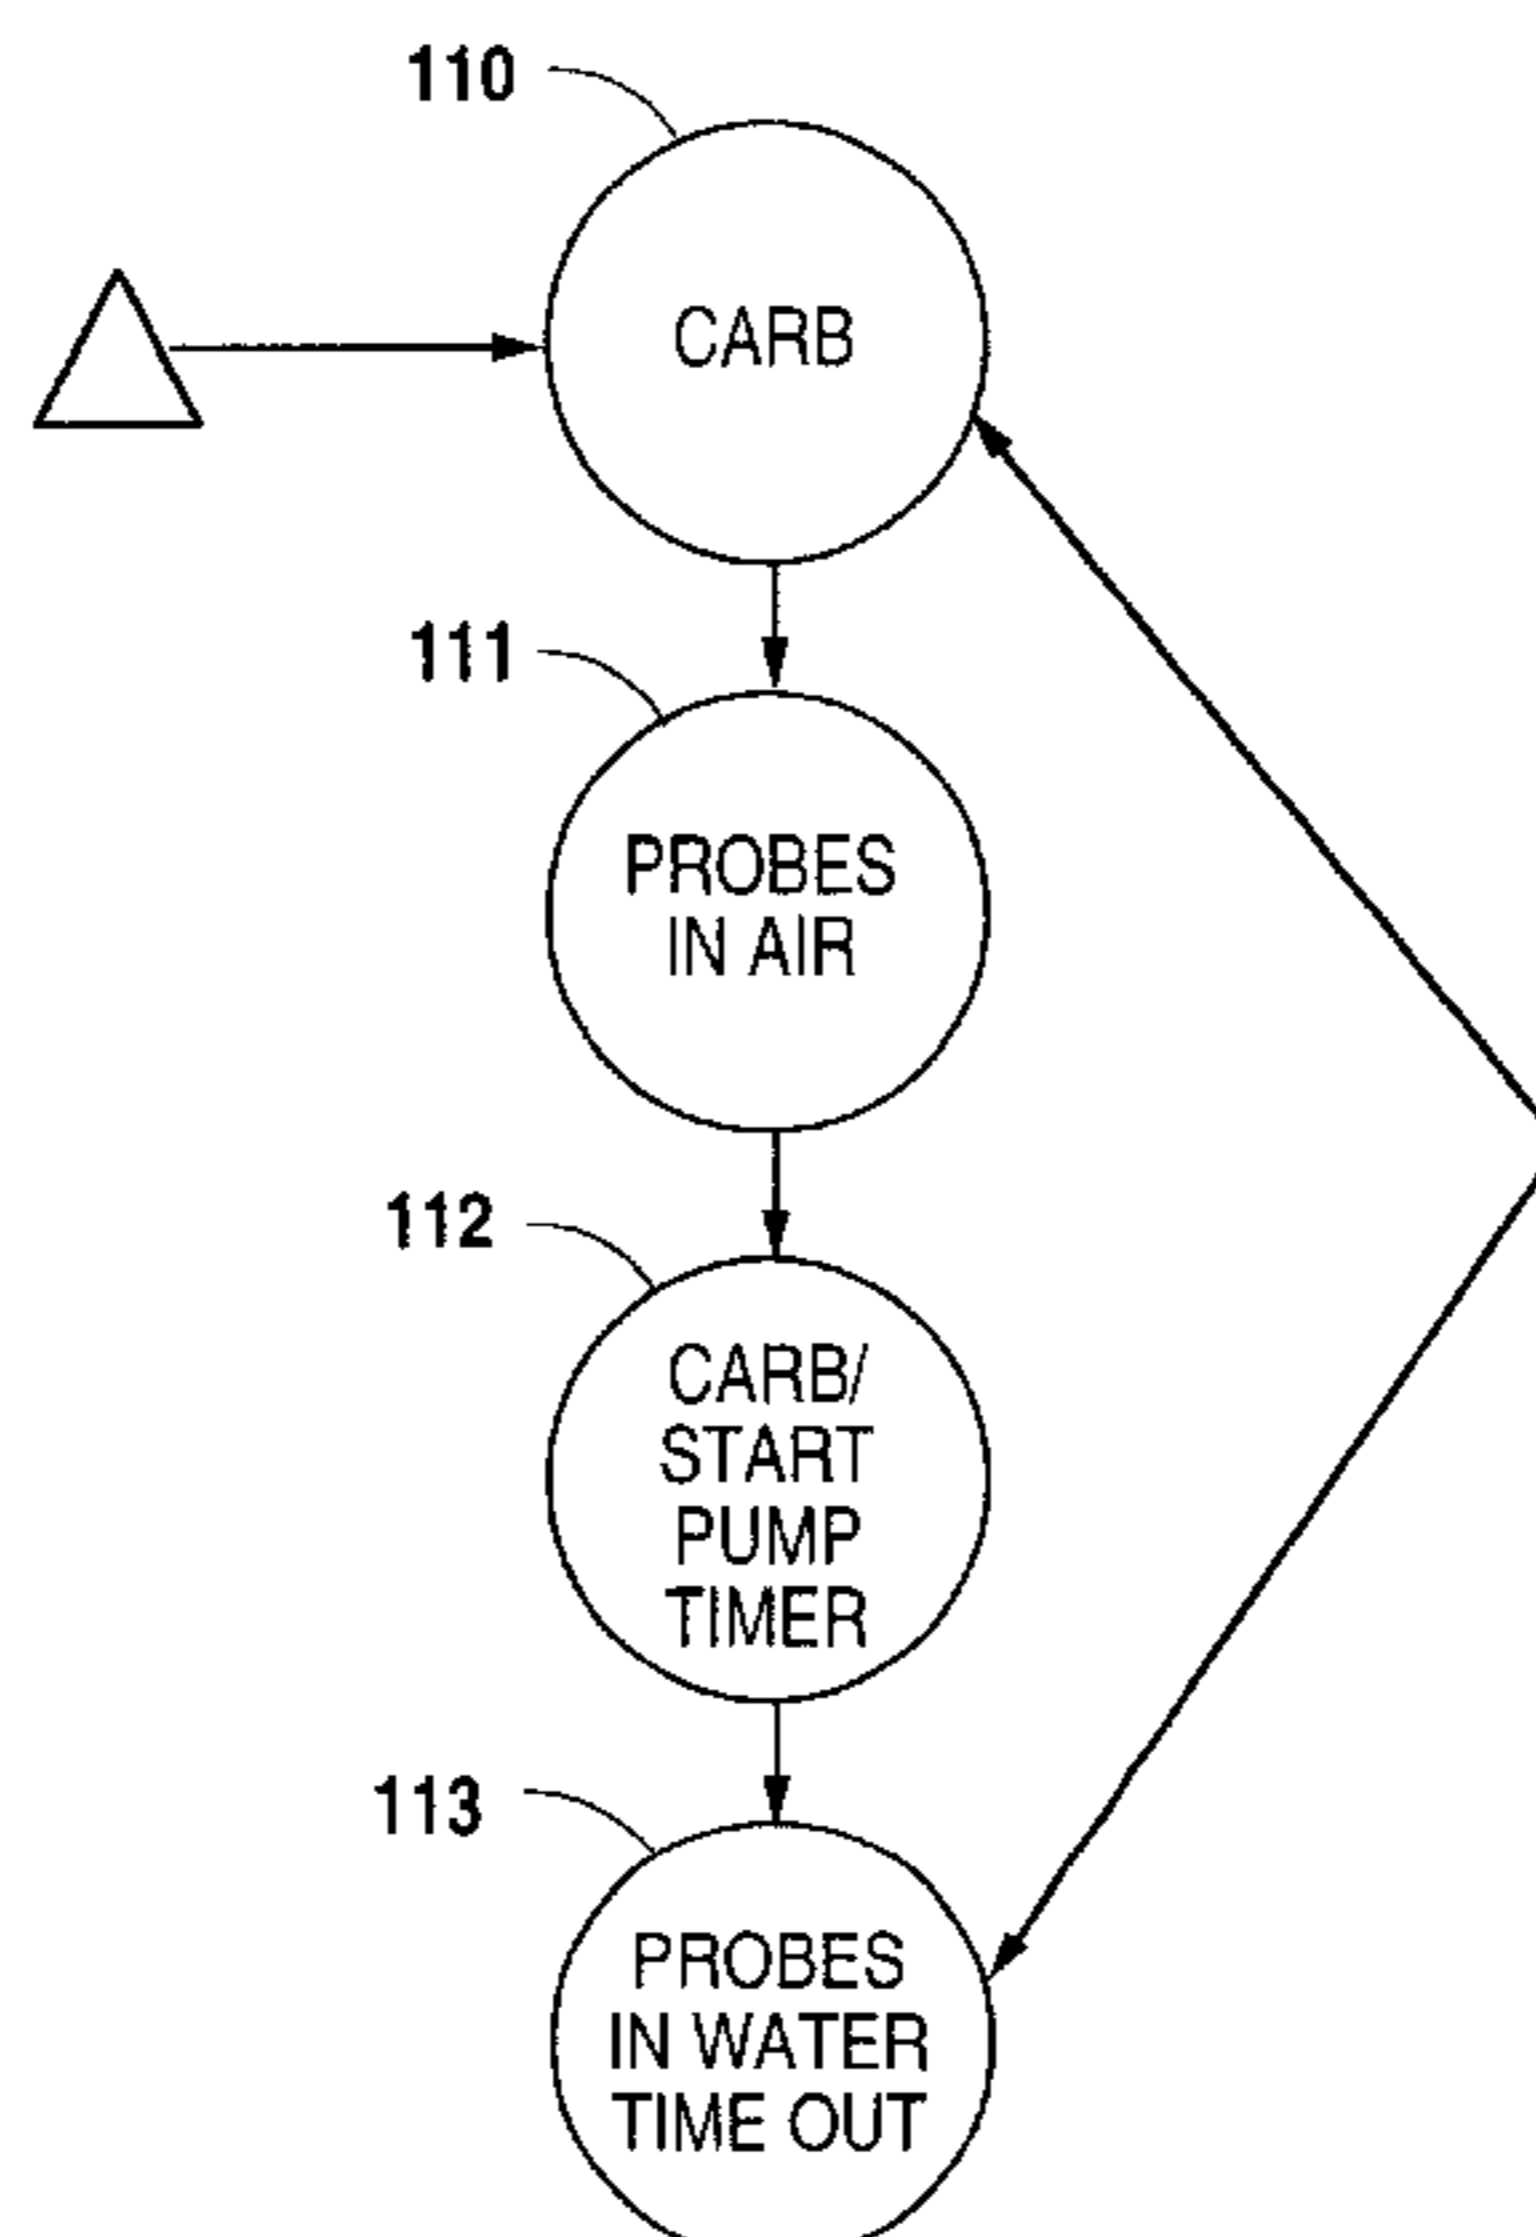 110
CARB
111
PROBES
IN AIR
112
CARB/
START
PUMP
TIMER
113
PROBES
IN WATER
TIME OUT